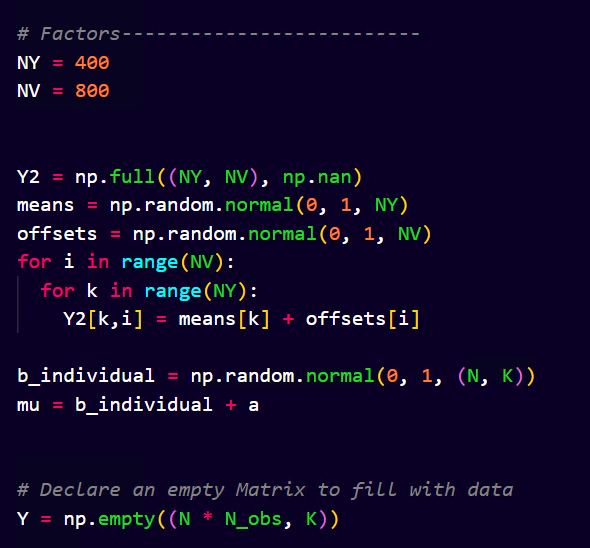 # Factors--------------------------
NY = 400
NV = 800
Y2 = np.full((NY, NV), np.nan)
means = np.random.normal(0, 1, NY)
offsets = np.random.normal(0, 1, NV)
for i in range(NV):
  for k in range(NY):
    Y2[k,i] = means[k] + offsets[i]
b_individual = np.random.normal(0, 1, (N, K))
mu = b_individual + a
# Declare an empty Matrix to fill with data
Y = np.empty((N * N_obs, K))